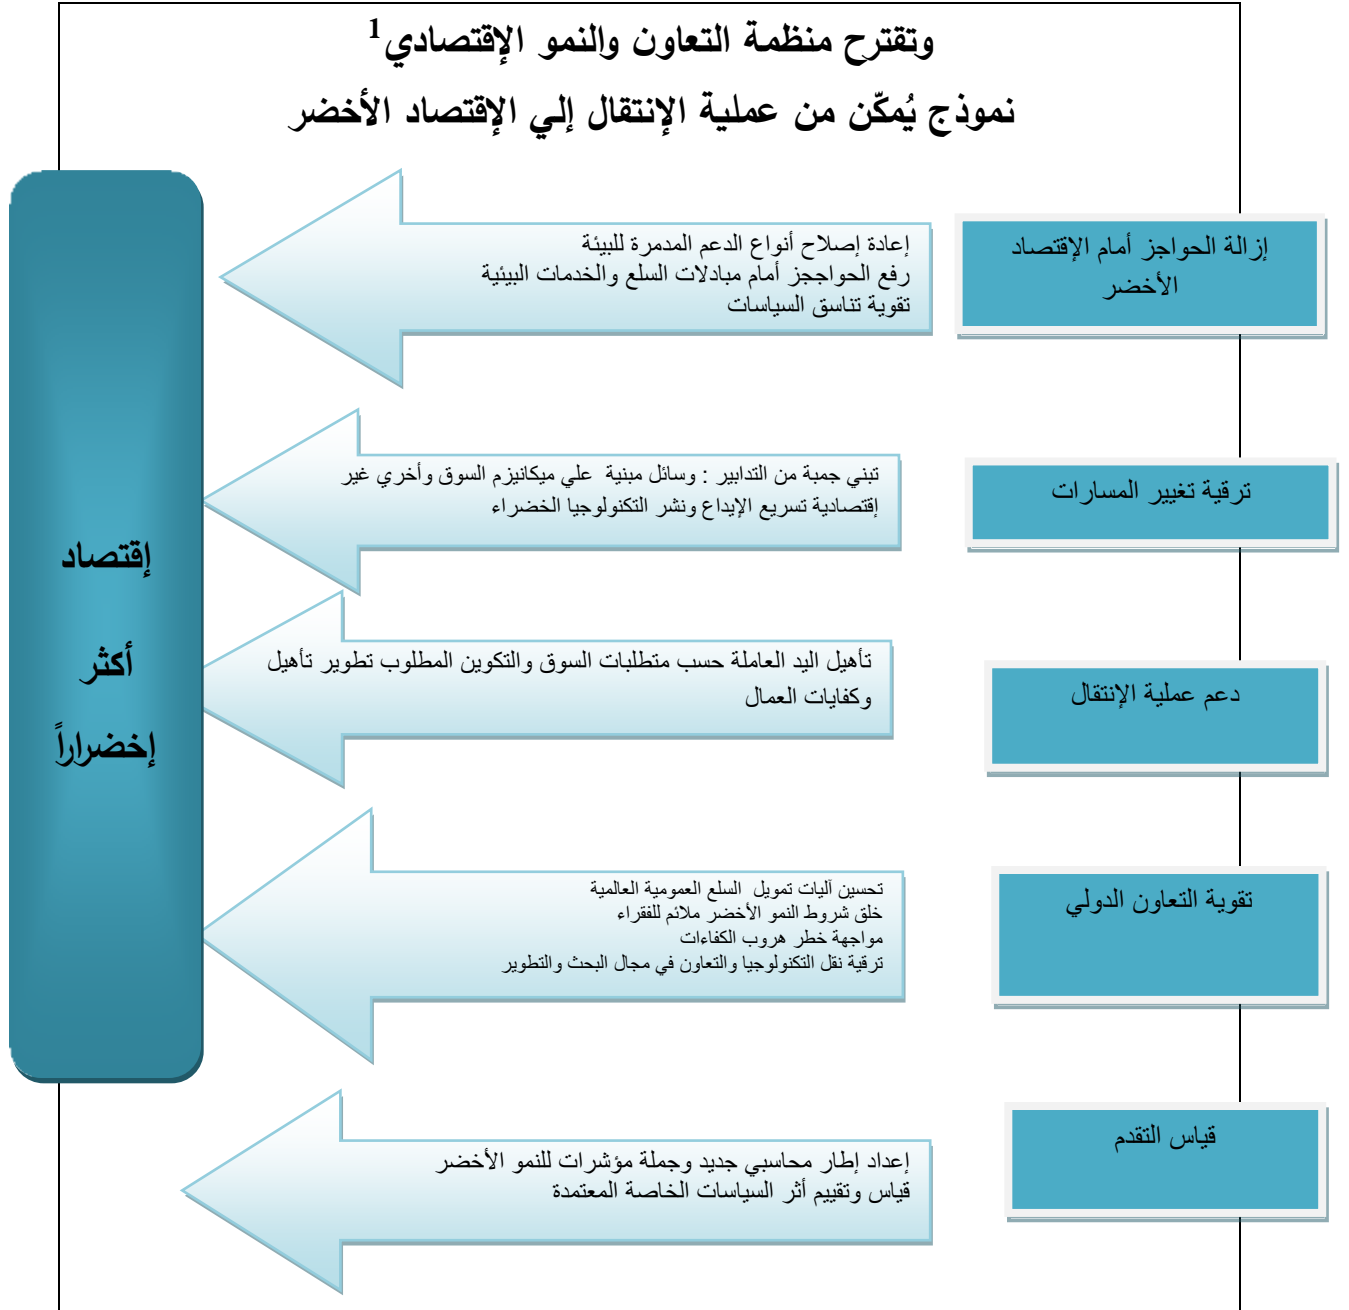 وتقترح منظمة التعاون والنمو الإقتصادي1
نموذج يُمكّن من عملية الإنتقال إلي الإقتصاد الأخضر
إزالة الحواجز أمام الإقتصاد
الأخضر
إعادة إصلاح أنواع الدعم المدمرة للبيئة
رفع الحواججز أمام مبادلات السلع والخدمات البيئية
تقوية تناسق السياسات
ترقية تغيير المسارات
تبني جمبة من التدابير : وسائل مبنية علي ميكانيزم السوق وأخري غير
إقتصادية تسريع الإيداع ونشر التكنولوجيا الخضراء
دعم عملية الإنتقال
تأهيل اليد العاملة حسب متطلبات السوق والتكوين المطلوب تطوير تأهيل
وكفايات العمال
تقوية التعاون الدولي
تحسين آليات تمويل السلع العمومية العالمية
خلق شروط النمو الأخضر ملائم للفقراء
مواجهة خطر هروب الكفاءات
ترقية نقل التكنولوجيا والتعاون في مجال البحث والتطوير
قياس التقدم
إعداد إطار محاسبي جديد وجملة مؤشرات للنمو الأخضر
قياس وتقييم أثر السياسات الخاصة المعتمدة
إقتصاد
أكثر
إخضراراً